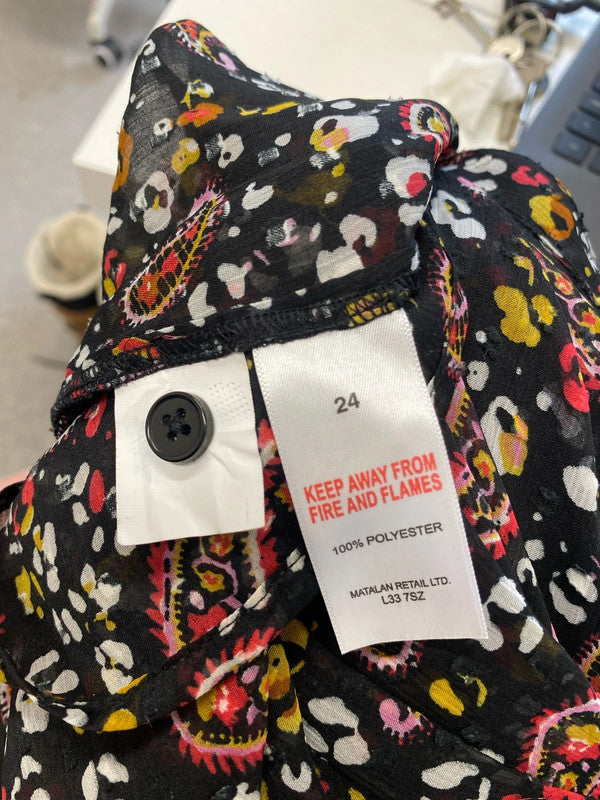 24
KEEP AWAY FROM
FIRE AND FLAMES
100% POLYESTER
MATALAN RETAIL LTD.
L33 7SZ